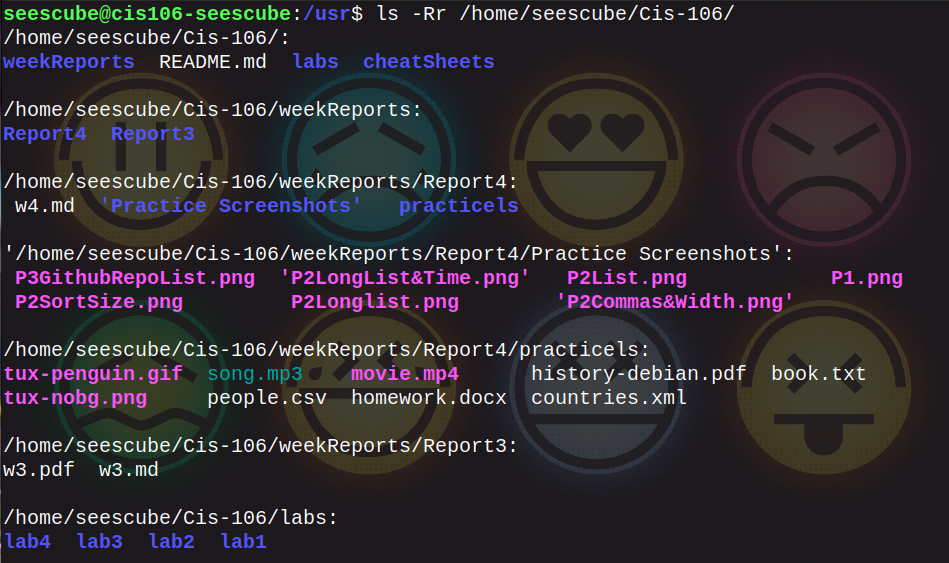 seescube@cis106-seescube:/usr$ ls -Rr /home/seescube/Cis-106/
/home/seescube/Cis-106/:
weekReports  README.md  labs  cheatSheets

/home/seescube/Cis-106/weekReports:
Report4  Report3

/home/seescube/Cis-106/weekReports/Report4:
 w4.md  'Practice Screenshots'   practicels

'/home/seescube/Cis-106/weekReports/Report4/Practice Screenshots':
 P3GithubRepoList.png  'P2LongList&Time.png'   P2List.png            P1.png
 P2SortSize.png         P2Longlist.png        'P2Commas&Width.png'

/home/seescube/Cis-106/weekReports/Report4/practicels:
tux-penguin.gif  song.mp3    movie.mp4      history-debian.pdf  book.txt
tux-nobg.png     people.csv  homework.docx  countries.xml

/home/seescube/Cis-106/weekReports/Report3:
w3.pdf  w3.md

/home/seescube/Cis-106/labs:
lab4  lab3  lab2  lab1